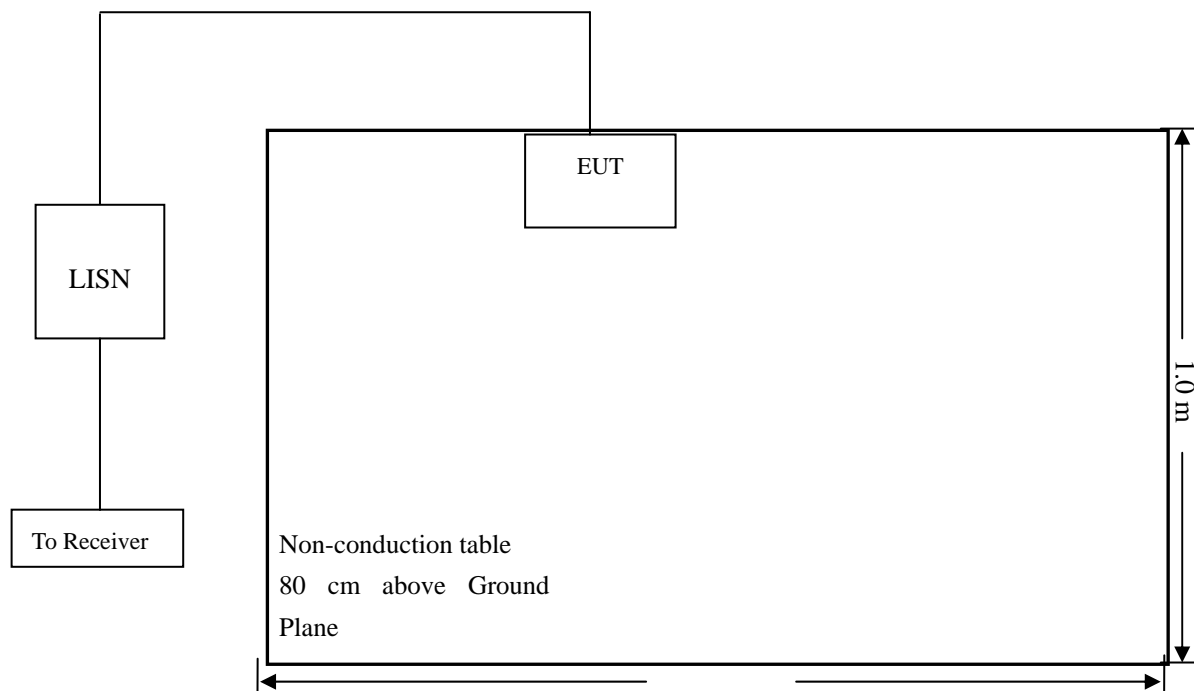 EUT
LISN
1.0 m
To Receiver
Non-conduction table
80 cm above Ground
Plane